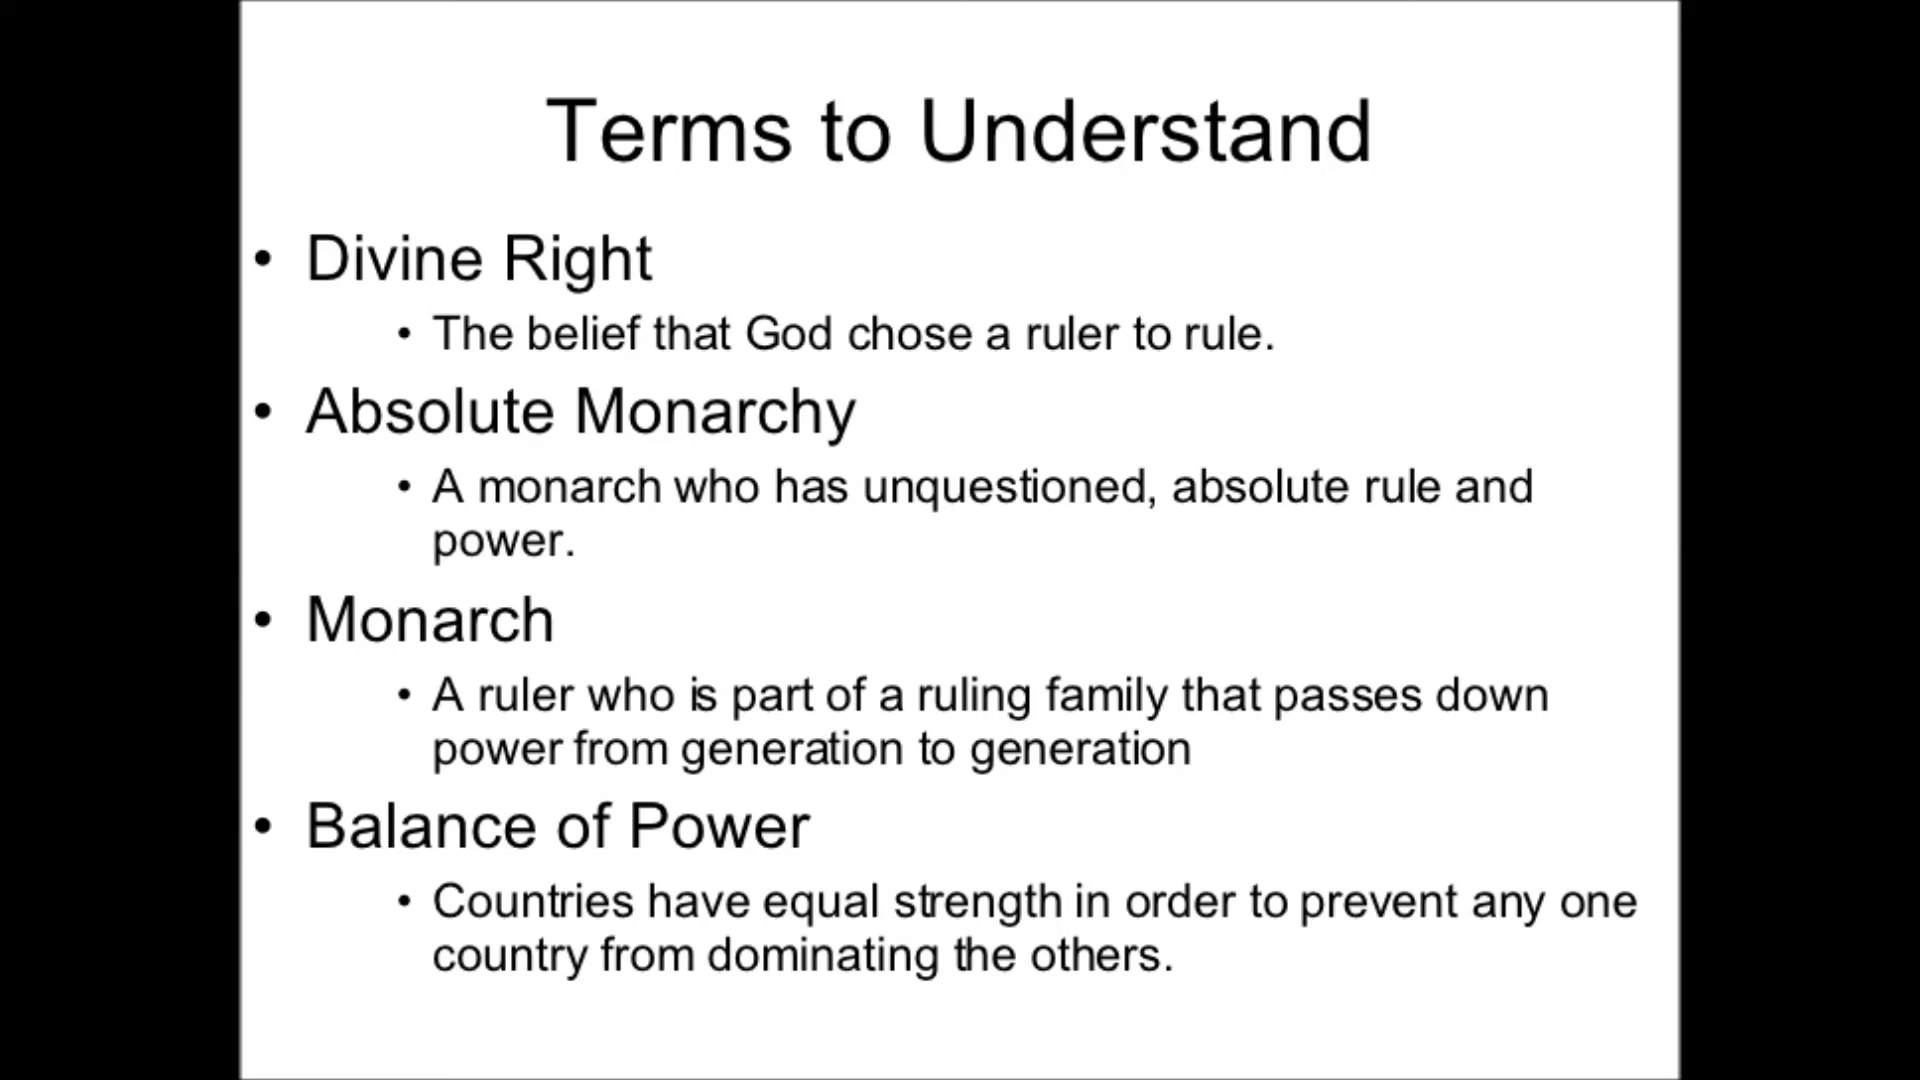 Terms to Understand
• Divine Right
• The belief that God chose a ruler to rule.
• Absolute Monarchy
• A monarch who has unquestioned, absolute rule and
power.
• Monarch
• A ruler who is part of a ruling family that passes down
power from generation to generation
• Balance of Power
• Countries have equal strength in order to prevent any one
country from dominating the others.